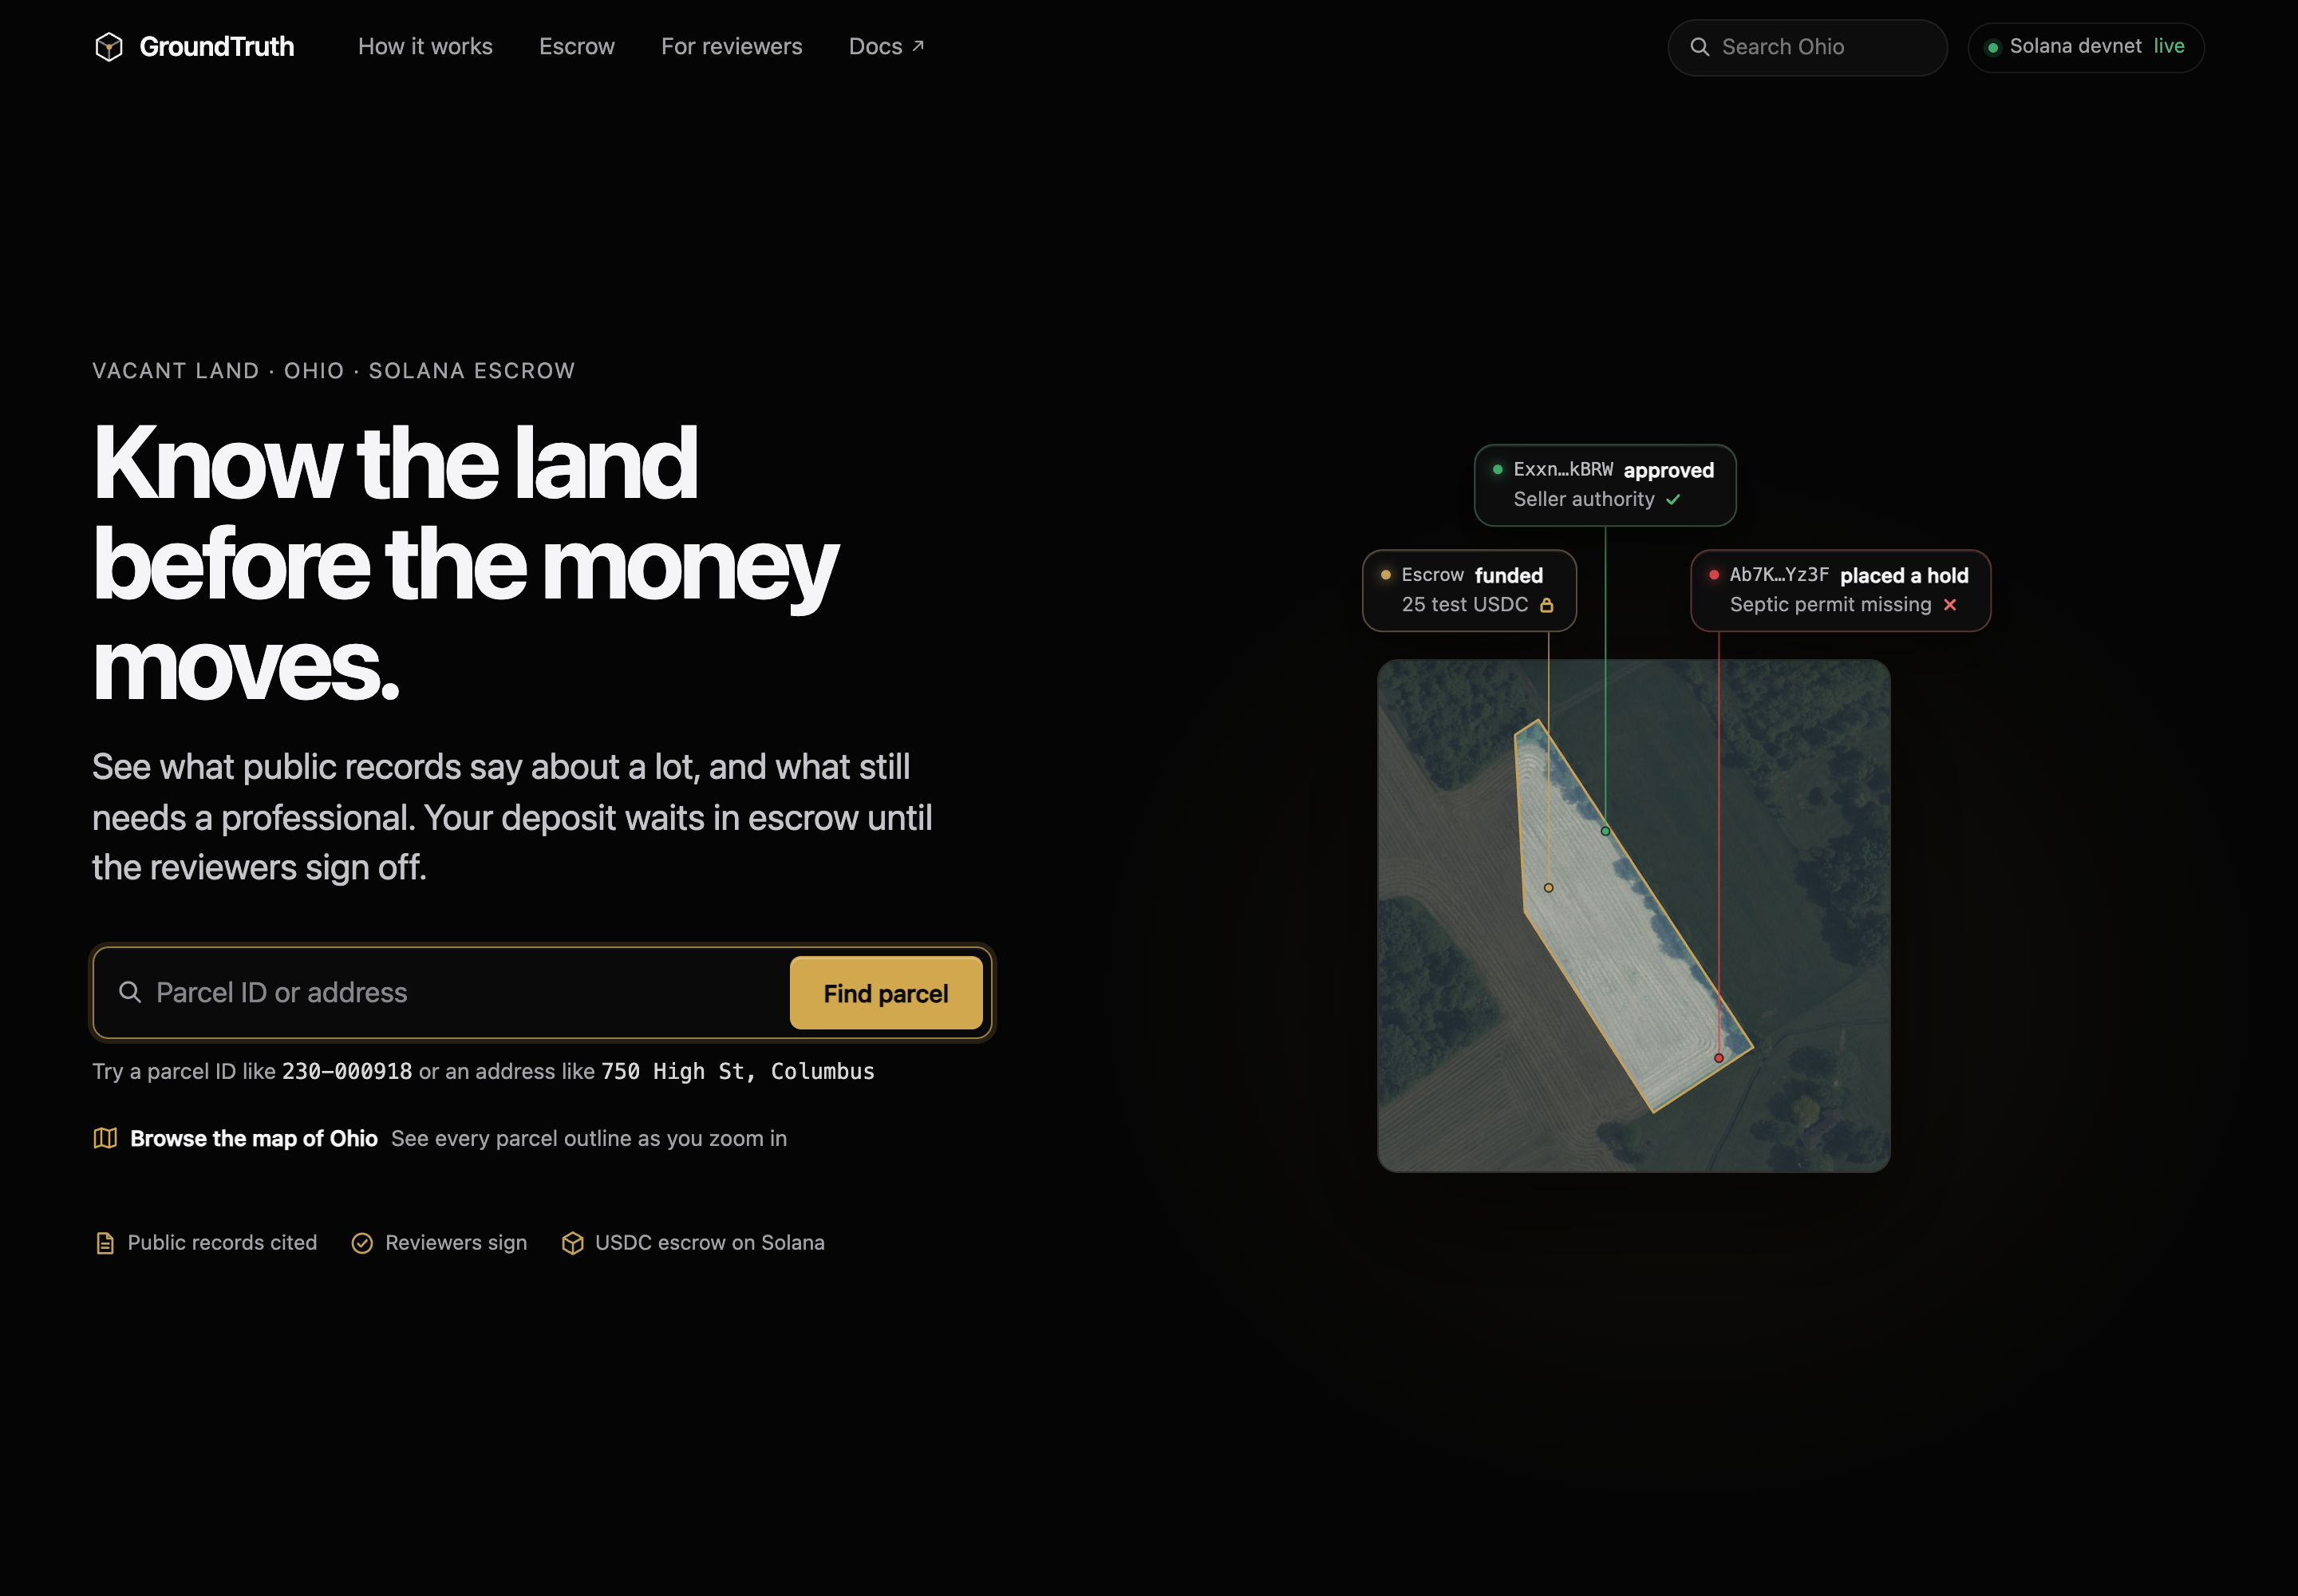 GroundTruth
How it works
Escrow
For reviewers
Docs ↗
Search Ohio
Solana devnet live
VACANT LAND · OHIO · SOLANA ESCROW
Know the land
before the money
moves.
See what public records say about a lot, and what still
needs a professional. Your deposit waits in escrow until
the reviewers sign off.
Parcel ID or address
Find parcel
Try a parcel ID like 230-000918 or an address like 750 High St, Columbus
Browse the map of Ohio See every parcel outline as you zoom in
Public records cited
Reviewers sign
USDC escrow on Solana
Exxn…kBRW approved
Seller authority
Escrow funded
25 test USDC
Ab7K…Yz3F placed a hold
Septic permit missing